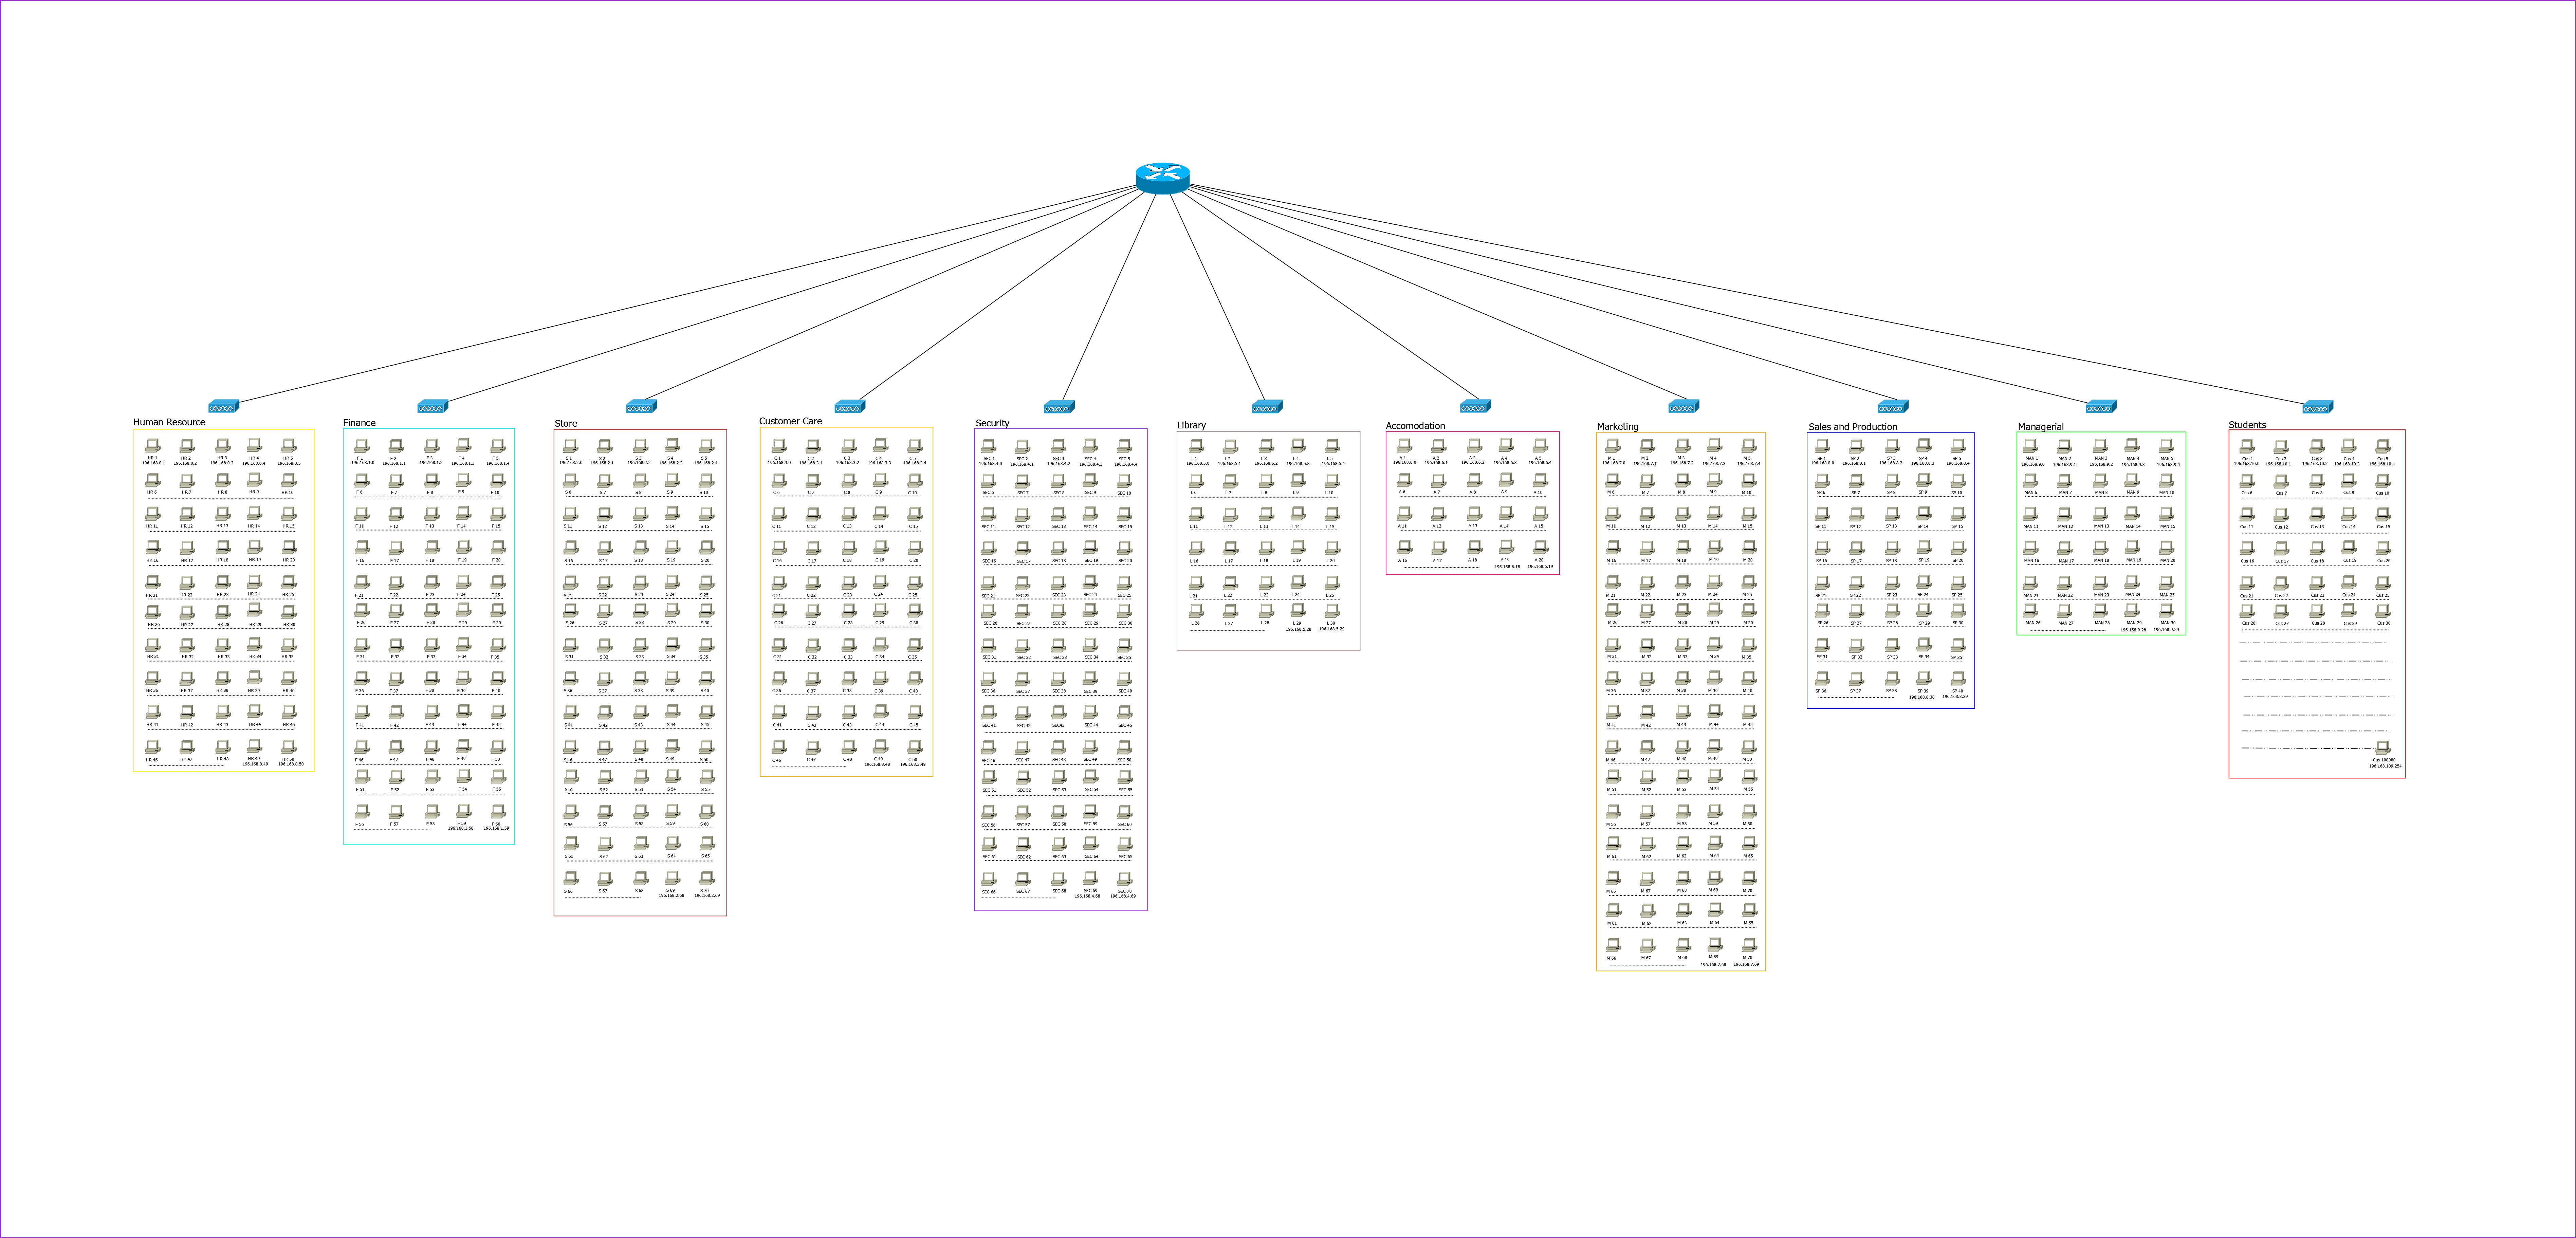 Human Resource
HR 1 HR 2 HR 3 HR 4 HR 5
196.168.0.1 196.168.0.2 196.168.0.3 196.168.0.4 196.168.0.5
HR 6 HR 7 HR 8 HR 9 HR 10
HR 11 HR 12 HR 13 HR 14 HR 15
HR 16 HR 17 HR 18 HR 19 HR 20
HR 21 HR 22 HR 23 HR 24 HR 25
HR 26 HR 27 HR 28 HR 29 HR 30
HR 31 HR 32 HR 33 HR 34 HR 35
HR 36 HR 37 HR 38 HR 39 HR 40
HR 41 HR 42 HR 43 HR 44 HR 45
HR 46 HR 47 HR 48 HR 49 HR 50
196.168.0.49 196.168.0.50
Finance
F 1 F 2 F 3 F 4 F 5
196.168.1.0 196.168.1.1 196.168.1.2 196.168.1.3 196.168.1.4
F 6 F 7 F 8 F 9 F 10
F 11 F 12 F 13 F 14 F 15
F 16 F 17 F 18 F 19 F 20
F 21 F 22 F 23 F 24 F 25
F 26 F 27 F 28 F 29 F 30
F 31 F 32 F 33 F 34 F 35
F 36 F 37 F 38 F 39 F 40
F 41 F 42 F 43 F 44 F 45
F 46 F 47 F 48 F 49 F 50
F 51 F 52 F 53 F 54 F 55
F 56 F 57 F 58 F 59 F 60
196.168.1.58 196.168.1.59
Store
S 1 S 2 S 3 S 4 S 5
196.168.2.0 196.168.2.1 196.168.2.2 196.168.2.3 196.168.2.4
S 6 S 7 S 8 S 9 S 10
S 11 S 12 S 13 S 14 S 15
S 16 S 17 S 18 S 19 S 20
S 21 S 22 S 23 S 24 S 25
S 26 S 27 S 28 S 29 S 30
S 31 S 32 S 33 S 34 S 35
S 36 S 37 S 38 S 39 S 40
S 41 S 42 S 43 S 44 S 45
S 46 S 47 S 48 S 49 S 50
S 51 S 52 S 53 S 54 S 55
S 56 S 57 S 58 S 59 S 60
S 61 S 62 S 63 S 64 S 65
S 66 S 67 S 68 S 69 S 70
196.168.2.68 196.168.2.69
Customer Care
C 1 C 2 C 3 C 4 C 5
196.168.3.0 196.168.3.1 196.168.3.2 196.168.3.3 196.168.3.4
C 6 C 7 C 8 C 9 C 10
C 11 C 12 C 13 C 14 C 15
C 16 C 17 C 18 C 19 C 20
C 21 C 22 C 23 C 24 C 25
C 26 C 27 C 28 C 29 C 30
C 31 C 32 C 33 C 34 C 35
C 36 C 37 C 38 C 39 C 40
C 41 C 42 C 43 C 44 C 45
C 46 C 47 C 48 C 49 C 50
196.168.3.48 196.168.3.49
Security
SEC 1 SEC 2 SEC 3 SEC 4 SEC 5
196.168.4.0 196.168.4.1 196.168.4.2 196.168.4.3 196.168.4.4
SEC 6 SEC 7 SEC 8 SEC 9 SEC 10
SEC 11 SEC 12 SEC 13 SEC 14 SEC 15
SEC 16 SEC 17 SEC 18 SEC 19 SEC 20
SEC 21 SEC 22 SEC 23 SEC 24 SEC 25
SEC 26 SEC 27 SEC 28 SEC 29 SEC 30
SEC 31 SEC 32 SEC 33 SEC 34 SEC 35
SEC 36 SEC 37 SEC 38 SEC 39 SEC 40
SEC 41 SEC 42 SEC43 SEC 44 SEC 45
SEC 46 SEC 47 SEC 48 SEC 49 SEC 50
SEC 51 SEC 52 SEC 53 SEC 54 SEC 55
SEC 56 SEC 57 SEC 58 SEC 59 SEC 60
SEC 61 SEC 62 SEC 63 SEC 64 SEC 65
SEC 66 SEC 67 SEC 68 SEC 69 SEC 70
196.168.4.68 196.168.4.69
Library
L 1 L 2 L 3 L 4 L 5
196.168.5.0 196.168.5.1 196.168.5.2 196.168.5.3 196.168.5.4
L 6 L 7 L 8 L 9 L 10
L 11 L 12 L 13 L 14 L 15
L 16 L 17 L 18 L 19 L 20
L 21 L 22 L 23 L 24 L 25
L 26 L 27 L 28 L 29 L 30
196.168.5.28 196.168.5.29
Accomodation
A 1 A 2 A 3 A 4 A 5
196.168.6.0 196.168.6.1 196.168.6.2 196.168.6.3 196.168.6.4
A 6 A 7 A 8 A 9 A 10
A 11 A 12 A 13 A 14 A 15
A 16 A 17 A 18 A 19 A 20
196.168.6.18 196.168.6.19
Marketing
M 1 M 2 M 3 M 4 M 5
196.168.7.0 196.168.7.1 196.168.7.2 196.168.7.3 196.168.7.4
M 6 M 7 M 8 M 9 M 10
M 11 M 12 M 13 M 14 M 15
M 16 M 17 M 18 M 19 M 20
M 21 M 22 M 23 M 24 M 25
M 26 M 27 M 28 M 29 M 30
M 31 M 32 M 33 M 34 M 35
M 36 M 37 M 38 M 39 M 40
M 41 M 42 M 43 M 44 M 45
M 46 M 47 M 48 M 49 M 50
M 51 M 52 M 53 M 54 M 55
M 56 M 57 M 58 M 59 M 60
M 61 M 62 M 63 M 64 M 65
M 66 M 67 M 68 M 69 M 70
M 61 M 62 M 63 M 64 M 65
M 66 M 67 M 68 M 69 M 70
196.168.7.68 196.168.7.69
Sales and Production
SP 1 SP 2 SP 3 SP 4 SP 5
196.168.8.0 196.168.8.1 196.168.8.2 196.168.8.3 196.168.8.4
SP 6 SP 7 SP 8 SP 9 SP 10
SP 11 SP 12 SP 13 SP 14 SP 15
SP 16 SP 17 SP 18 SP 19 SP 20
SP 21 SP 22 SP 23 SP 24 SP 25
SP 26 SP 27 SP 28 SP 29 SP 30
SP 31 SP 32 SP 33 SP 34 SP 35
SP 36 SP 37 SP 38 SP 39 SP 40
196.168.8.38 196.168.8.39
Managerial
MAN 1 MAN 2 MAN 3 MAN 4 MAN 5
196.168.9.0 196.168.9.1 196.168.9.2 196.168.9.3 196.168.9.4
MAN 6 MAN 7 MAN 8 MAN 9 MAN 10
MAN 11 MAN 12 MAN 13 MAN 14 MAN 15
MAN 16 MAN 17 MAN 18 MAN 19 MAN 20
MAN 21 MAN 22 MAN 23 MAN 24 MAN 25
MAN 26 MAN 27 MAN 28 MAN 29 MAN 30
196.168.9.28 196.168.9.29
Students
Cus 1 Cus 2 Cus 3 Cus 4 Cus 5
196.168.10.0 196.168.10.1 196.168.10.2 196.168.10.3 196.168.10.4
Cus 6 Cus 7 Cus 8 Cus 9 Cus 10
Cus 11 Cus 12 Cus 13 Cus 14 Cus 15
Cus 16 Cus 17 Cus 18 Cus 19 Cus 20
Cus 21 Cus 22 Cus 23 Cus 24 Cus 25
Cus 26 Cus 27 Cus 28 Cus 29 Cus 30
Cus 100000
196.168.109.254